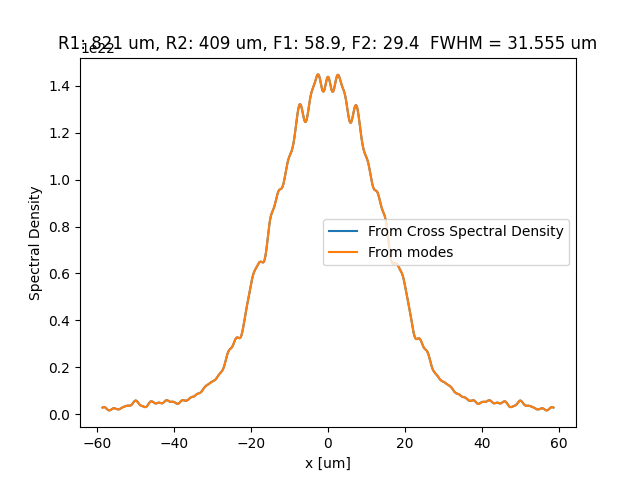 R1: 821 um, R2: 409 um, F1: 58.9, F2: 29.4  FWHM = 31.555 um
1e22
1.4
1.2
1.0
0.8
0.6
0.4
0.2
0.0
Spectral Density
From Cross Spectral Density
From modes
−60
−40
−20
0
20
40
60
x [um]